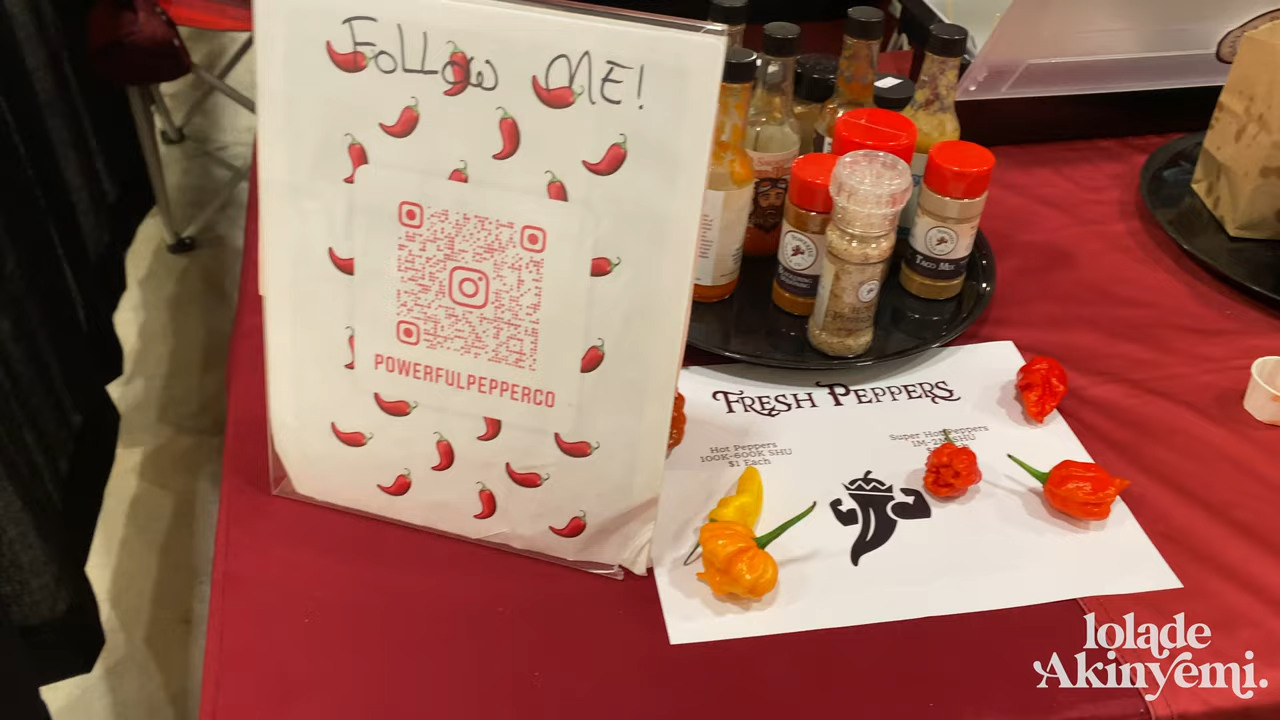 Follow ME!
POWERFULPEPPERCO
TACO MIX
FRESH PEPPERS
Hot Peppers
100K-600K SHU
$1 Each
Super Hot Peppers
SHU
lolade
Akinyemi.